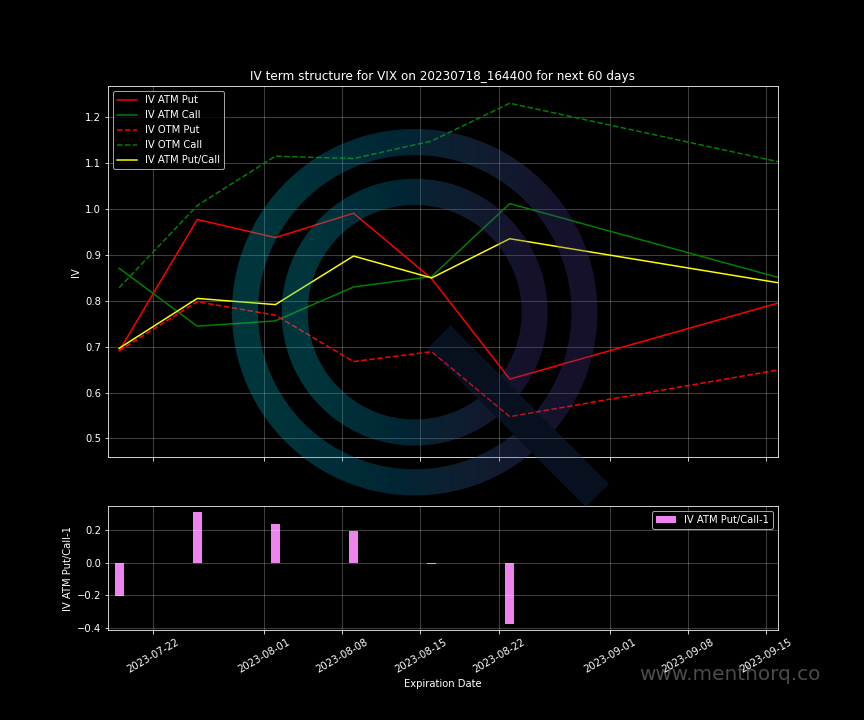 IV term structure for VIX on 20230718_164400 for next 60 days
IV ATM Put
IV ATM Call
IV OTM Put
IV OTM Call
IV ATM Put/Call
1.2
1.1
1.0
0.9
0.8
0.7
0.6
0.5
IV
IV ATM Put/Call-1
0.2
0.0
−0.2
−0.4
IV ATM Put/Call-1
2023-07-22
2023-08-01
2023-08-08
2023-08-15
2023-08-22
2023-09-01
2023-09-08
2023-09-15
Expiration Date
www.menthorq.co